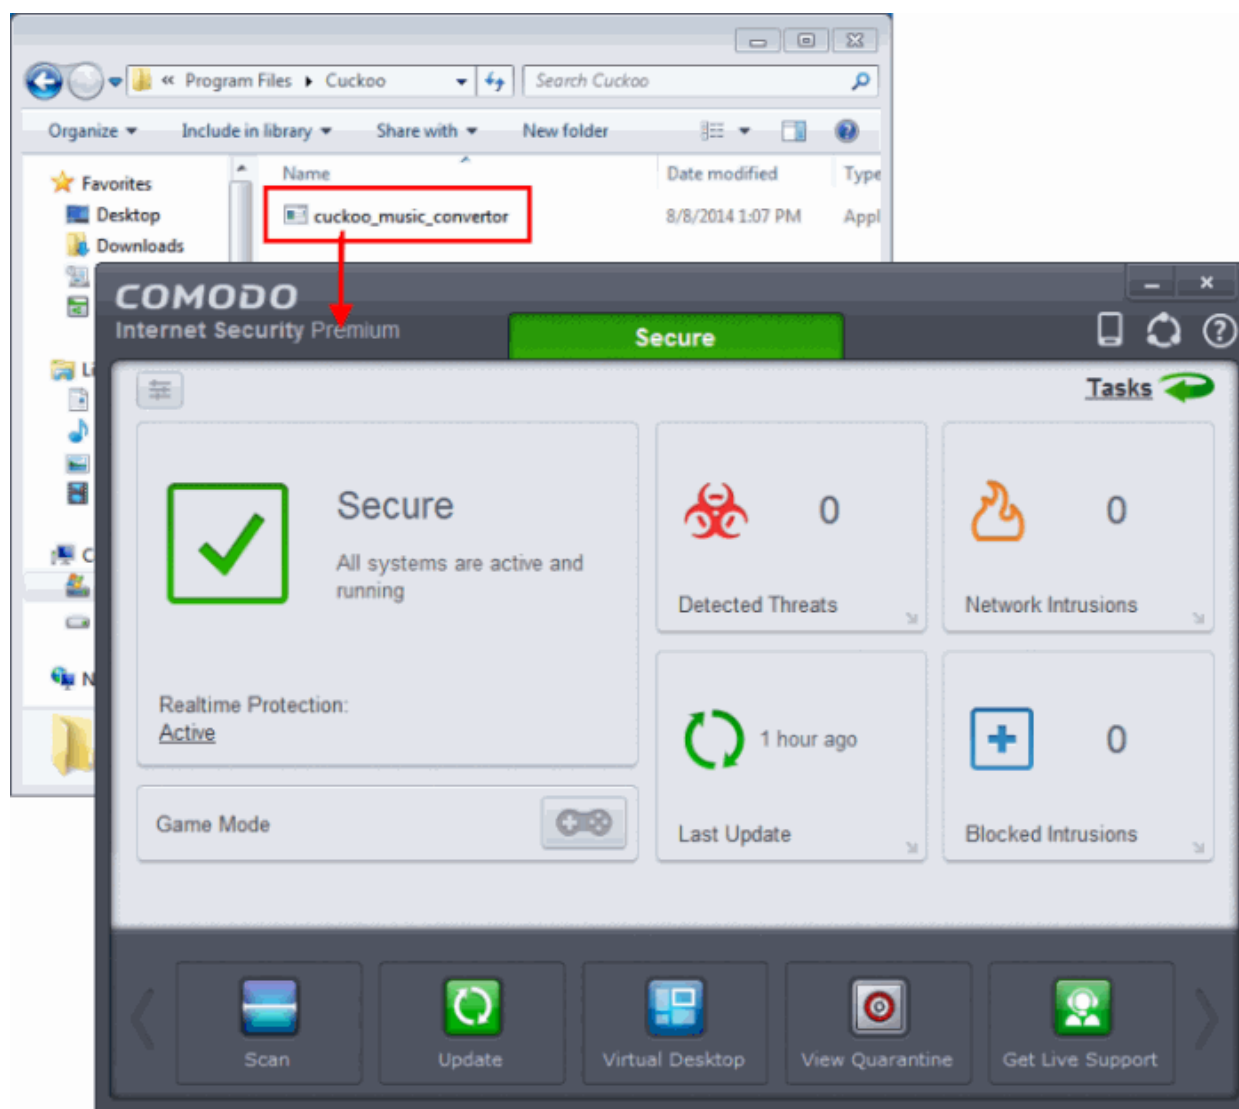 « Program Files ▸ Cuckoo
Search Cuckoo
Organize
Include in library
Share with
New folder
Name
Date modified
Type
Favorites
cuckoo_music_convertor
8/8/2014 1:07 PM
Appl
Desktop
Downloads
COMODO
Internet Security Premium
Secure
Li
Tasks
Secure
All systems are active and
running
0
Detected Threats
0
Network Intrusions
C
N
Realtime Protection:
Active
1 hour ago
Last Update
0
Blocked Intrusions
Game Mode
Scan
Update
Virtual Desktop
View Quarantine
Get Live Support